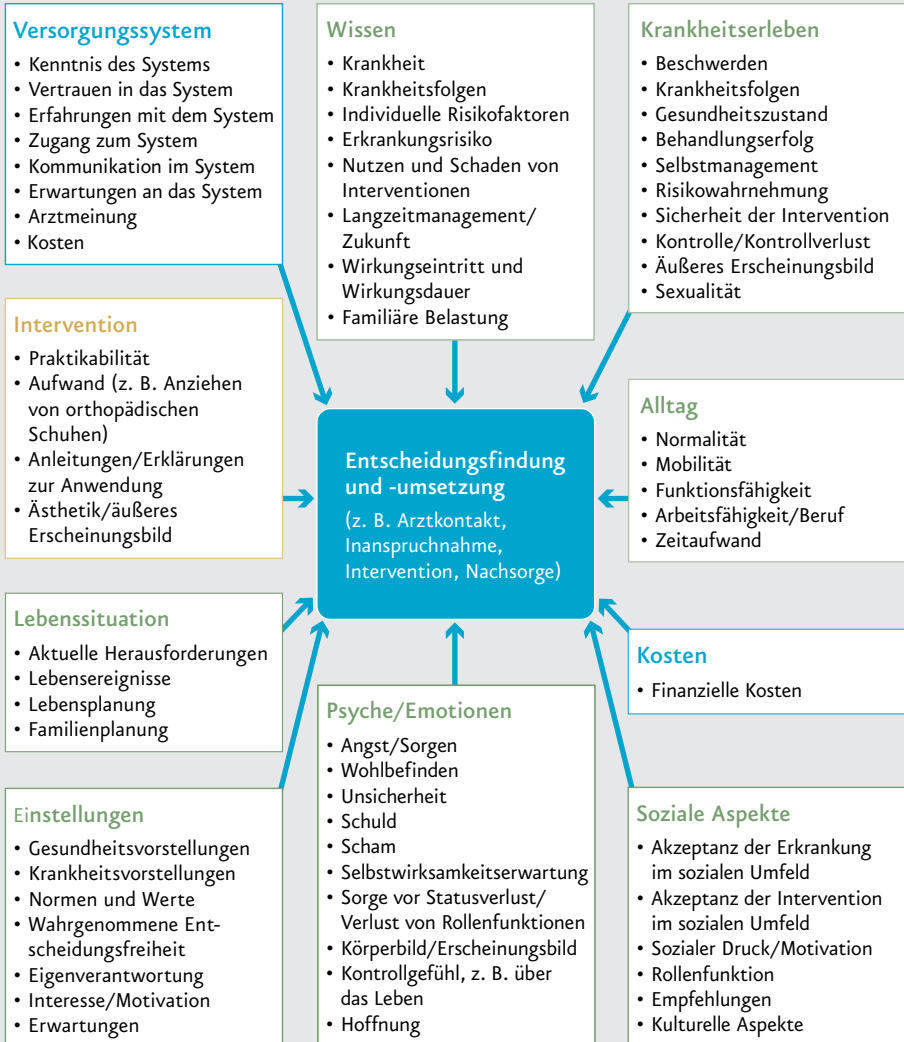 Versorgungssystem
• Kenntnis des Systems
• Vertrauen in das System
• Erfahrungen mit dem System
• Zugang zum System
• Kommunikation im System
• Erwartungen an das System
• Arztmeinung
• Kosten
Wissen
• Krankheit
• Krankheitsfolgen
• Individuelle Risikofaktoren
• Erkrankungsrisiko
• Nutzen und Schaden von
Interventionen
• Langzeitmanagement/
Zukunft
• Wirkungseintritt und
Wirkungsdauer
• Familiäre Belastung
Krankheitserleben
• Beschwerden
• Krankheitsfolgen
• Gesundheitszustand
• Behandlungserfolg
• Selbstmanagement
• Risikowahrnehmung
• Sicherheit der Intervention
• Kontrolle/Kontrollverlust
• Äußeres Erscheinungsbild
• Sexualität
Intervention
• Praktikabilität
• Aufwand (z. B. Anziehen
von orthopädischen
Schuhen)
• Anleitungen/Erklärungen
zur Anwendung
• Ästhetik/äußeres
Erscheinungsbild
Entscheidungsfindung
und -umsetzung
(z. B. Arztkontakt,
Inanspruchnahme,
Intervention, Nachsorge)
Alltag
• Normalität
• Mobilität
• Funktionsfähigkeit
• Arbeitsfähigkeit/Beruf
• Zeitaufwand
Lebenssituation
• Aktuelle Herausforderungen
• Lebensereignisse
• Lebensplanung
• Familienplanung
Kosten
• Finanzielle Kosten
Einstellungen
• Gesundheitsvorstellungen
• Krankheitsvorstellungen
• Normen und Werte
• Wahrgenommene Ent-
scheidungsfreiheit
• Eigenverantwortung
• Interesse/Motivation
• Erwartungen
Psyche/Emotionen
• Angst/Sorgen
• Wohlbefinden
• Unsicherheit
• Schuld
• Scham
• Selbstwirksamkeitserwartung
• Sorge vor Statusverlust/
Verlust von Rollenfunktionen
• Körperbild/Erscheinungsbild
• Kontrollgefühl, z. B. über
das Leben
• Hoffnung
Soziale Aspekte
• Akzeptanz der Erkrankung
im sozialen Umfeld
• Akzeptanz der Intervention
im sozialen Umfeld
• Sozialer Druck/Motivation
• Rollenfunktion
• Empfehlungen
• Kulturelle Aspekte